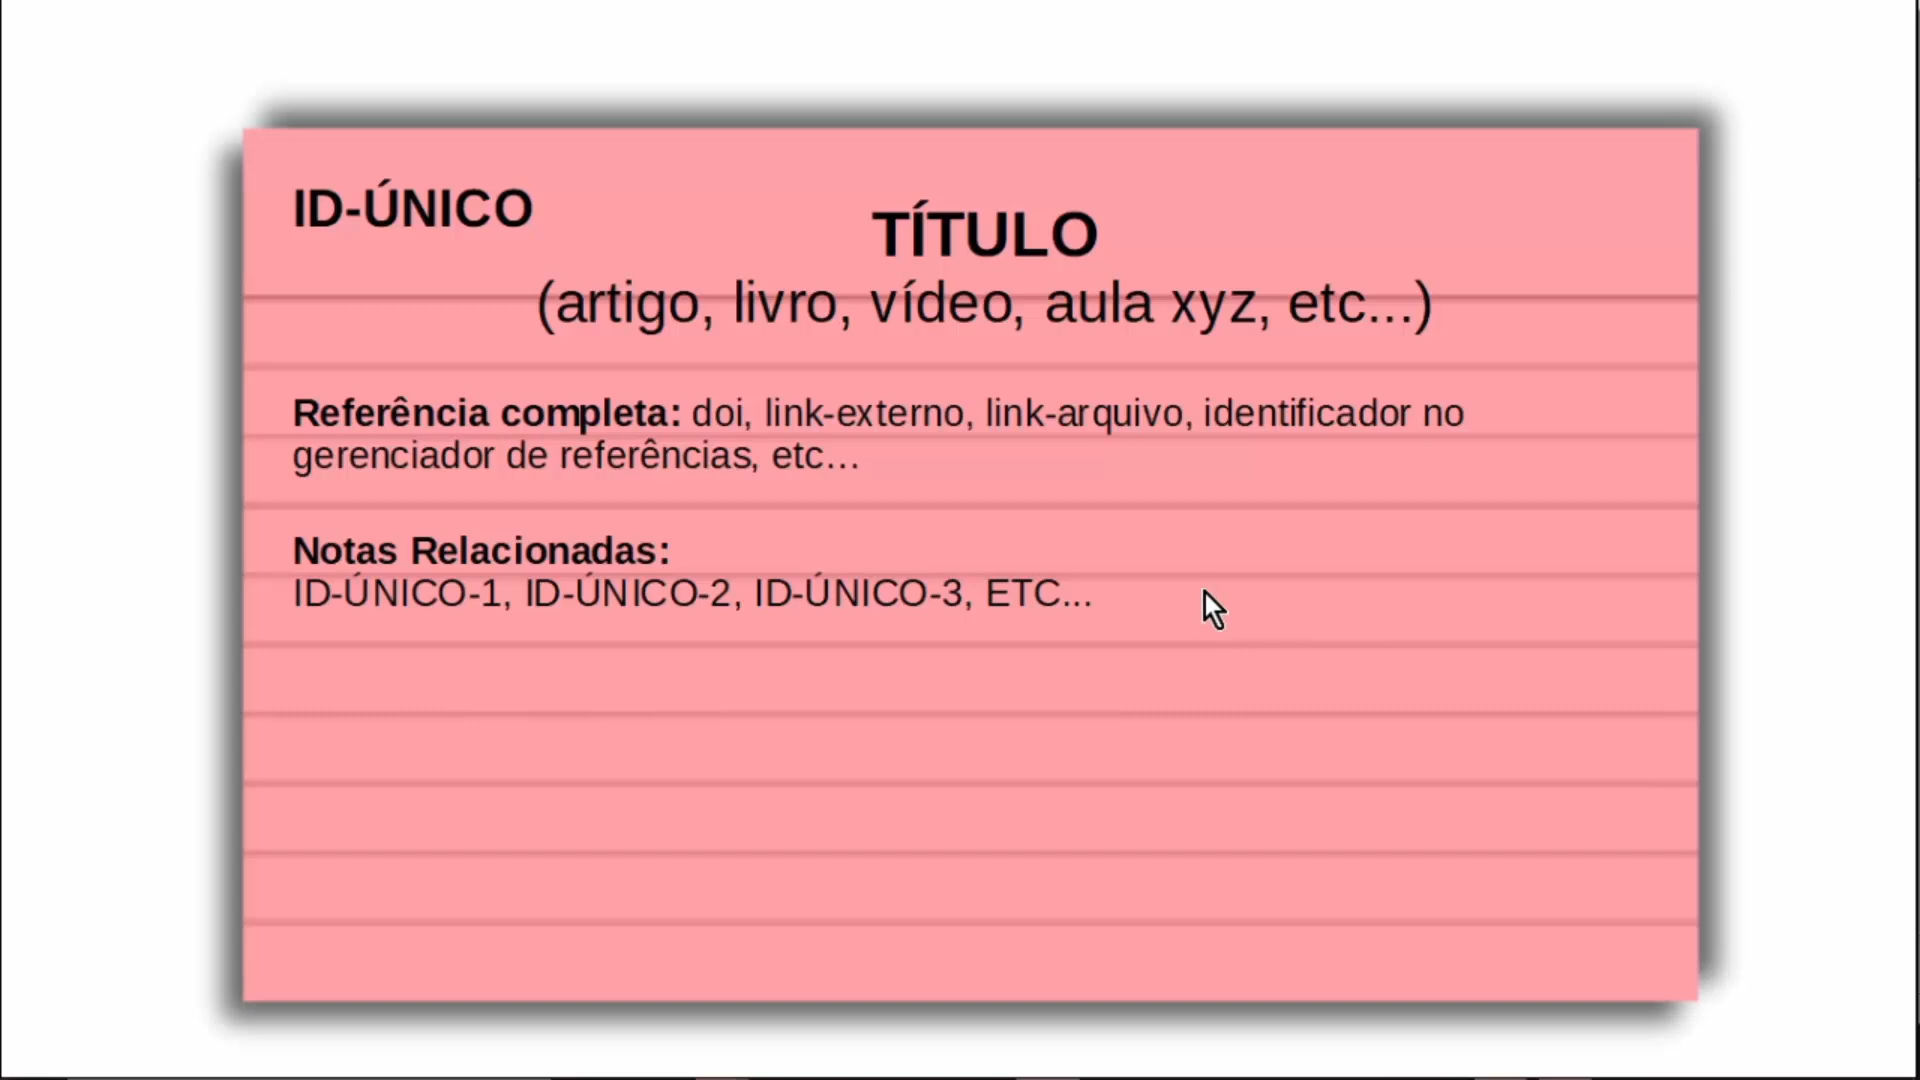 ID-ÚNICO
TÍTULO
(artigo, livro, vídeo, aula xyz, etc...)
Referência completa: doi, link-externo, link-arquivo, identificador no
gerenciador de referências, etc...
Notas Relacionadas:
ID-ÚNICO-1, ID-ÚNICO-2, ID-ÚNICO-3, ETC...